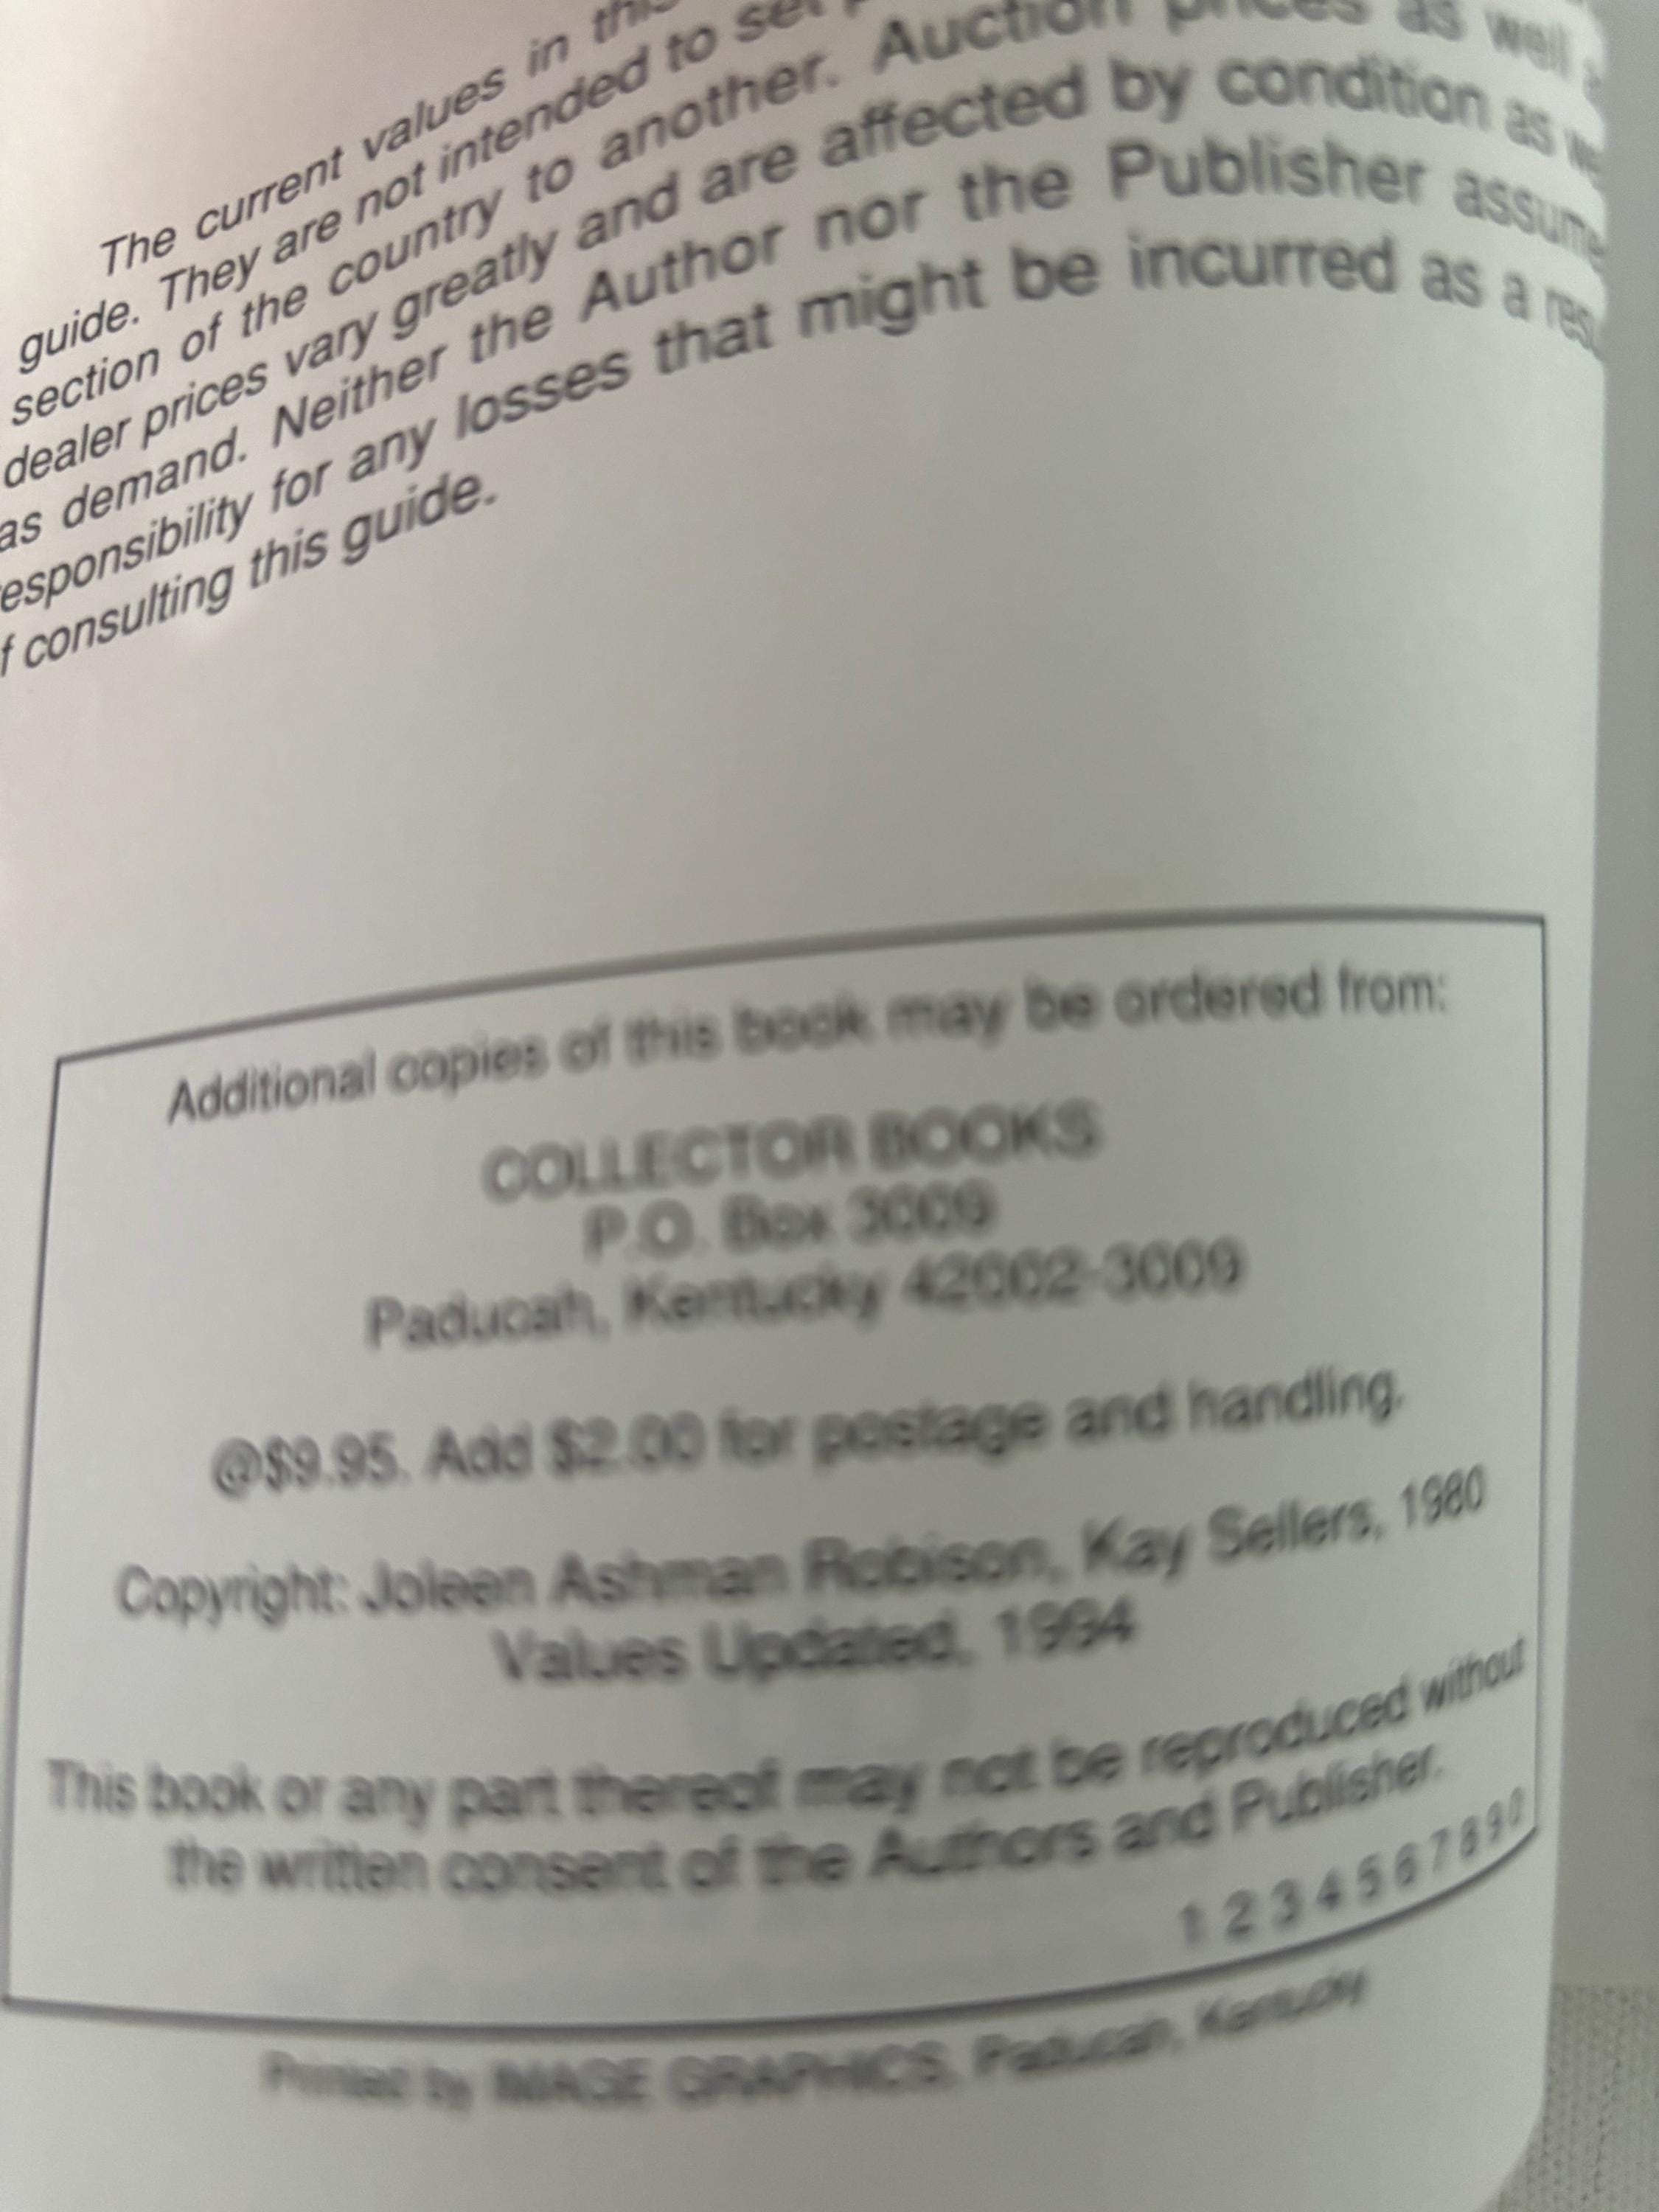 The current values in this
guide. They are not intended to set
section of the country to another. Auction prices as well
dealer prices vary greatly and are affected by condition as
as demand. Neither the Author nor the Publisher
responsibility for any losses that might be incurred as a
f consulting this guide.
Additional copies of this book may be ordered from:
COLLECTOR BOOKS
P.O. Box 3009
Paducah, Kentucky 42002-3009
@$9.95. Add $2.00 for postage and handling.
Copyright: Joleen Ashman Robison, Kay Sellers, 1980
Values Updated, 1994
This book or any part thereof may not be reproduced without
the written consent of the Authors and Publisher.
1 2 3 4 5 6 7 8 9 0
Printed by IMAGE GRAPHICS, Paducah, Kentucky